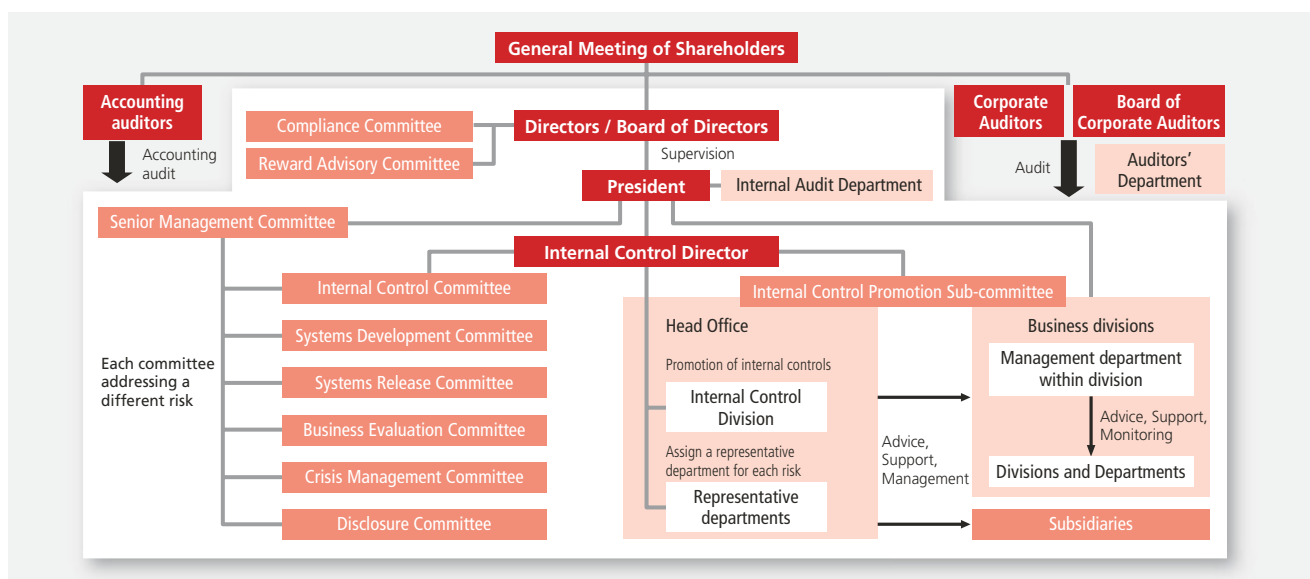 General Meeting of Shareholders
Accounting
auditors
Accounting
audit
Compliance Committee
Reward Advisory Committee
Directors / Board of Directors
Supervision
President
Internal Audit Department
Corporate
Auditors
Board of
Corporate Auditors
Audit
Auditors'
Department
Senior Management Committee
Internal Control Director
Each committee
addressing a
different risk
Internal Control Committee
Systems Development Committee
Systems Release Committee
Business Evaluation Committee
Crisis Management Committee
Disclosure Committee
Internal Control Promotion Sub-committee
Head Office
Promotion of internal controls
Internal Control
Division
Assign a representative
department for each risk
Representative
departments
Advice,
Support,
Management
Business divisions
Management department
within division
Advice, Support,
Monitoring
Divisions and Departments
Subsidiaries